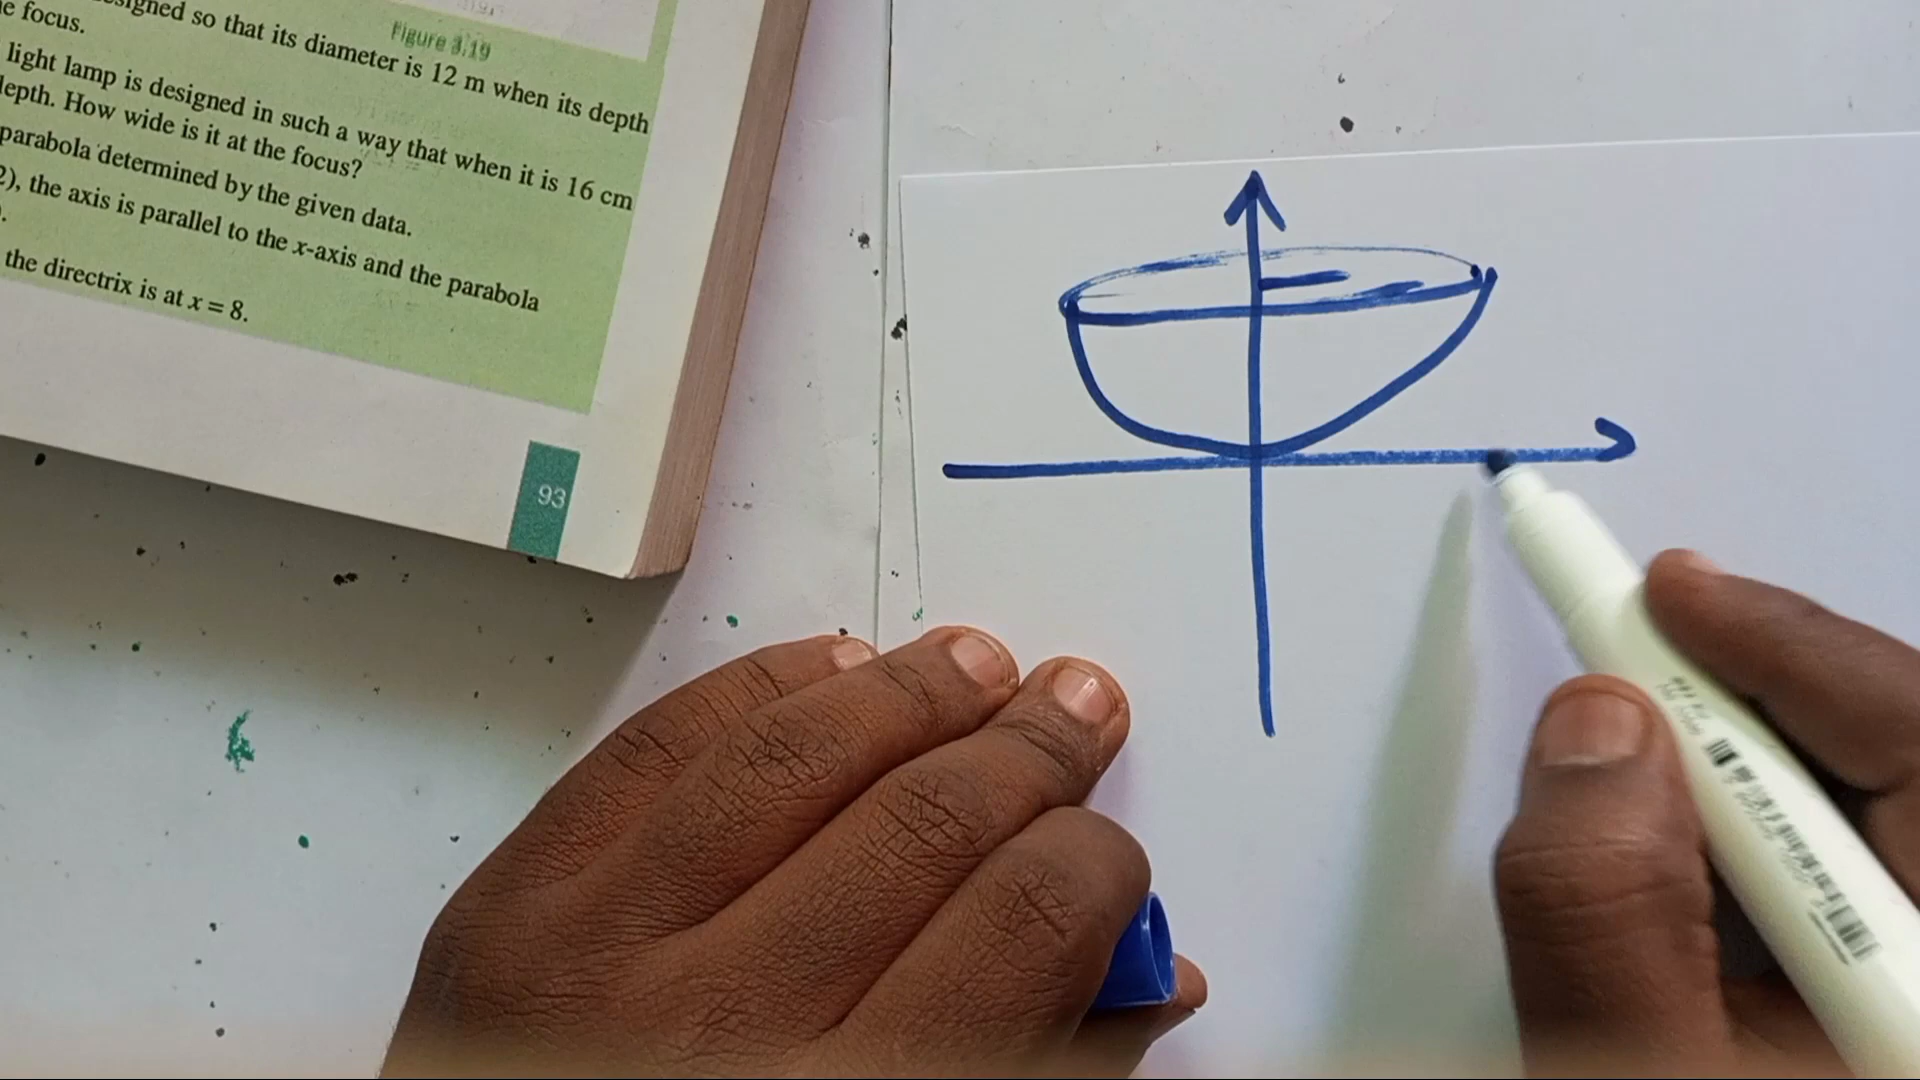 Figure 3.19
signed so that its diameter is 12 m when its depth
e focus.
light lamp is designed in such a way that when it is 16 cm
depth. How wide is it at the focus?
parabola determined by the given data.
2), the axis is parallel to the x-axis and the parabola
).
the directrix is at x = 8.
93